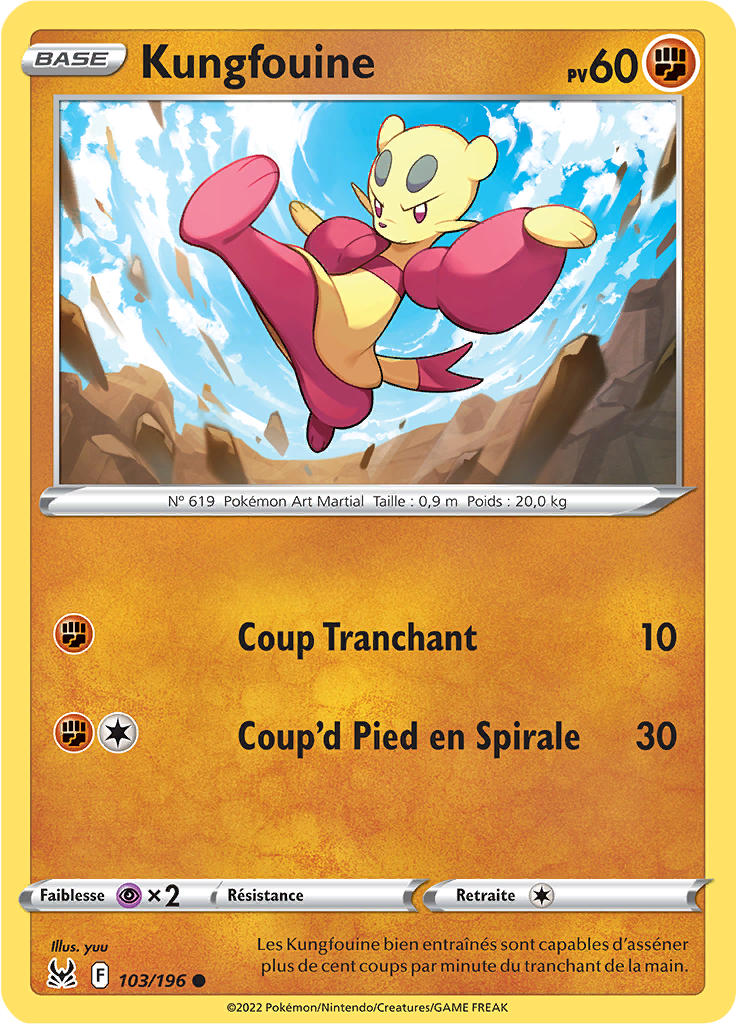 BASE Kungfouine PV60
N° 619 Pokémon Art Martial Taille : 0,9 m Poids : 20,0 kg
Coup Tranchant 10
Coup'd Pied en Spirale 30
Faiblesse ×2 Résistance Retraite
Illus. yuu
Les Kungfouine bien entraînés sont capables d'asséner
plus de cent coups par minute du tranchant de la main.
F 103/196
©2022 Pokémon/Nintendo/Creatures/GAME FREAK